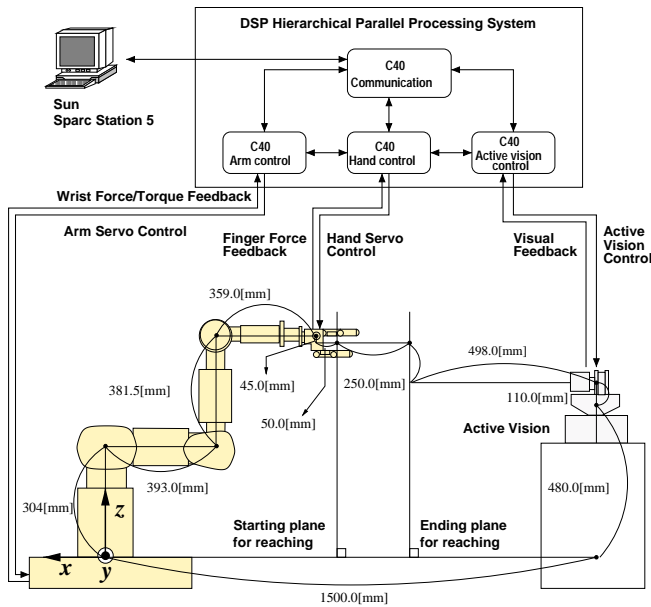 DSP Hierarchical Parallel Processing System
C40
Communication
Sun
Sparc Station 5
C40
Arm control
C40
Hand control
C40
Active vision
control
Wrist Force/Torque Feedback
Arm Servo Control
Finger Force
Feedback
Hand Servo
Control
Visual
Feedback
Active
Vision
Control
359.0[mm]
498.0[mm]
381.5[mm]
45.0[mm]
250.0[mm]
110.0[mm]
50.0[mm]
Active Vision
393.0[mm]
304[mm]
480.0[mm]
z
Starting plane
for reaching
Ending plane
for reaching
x
y
1500.0[mm]